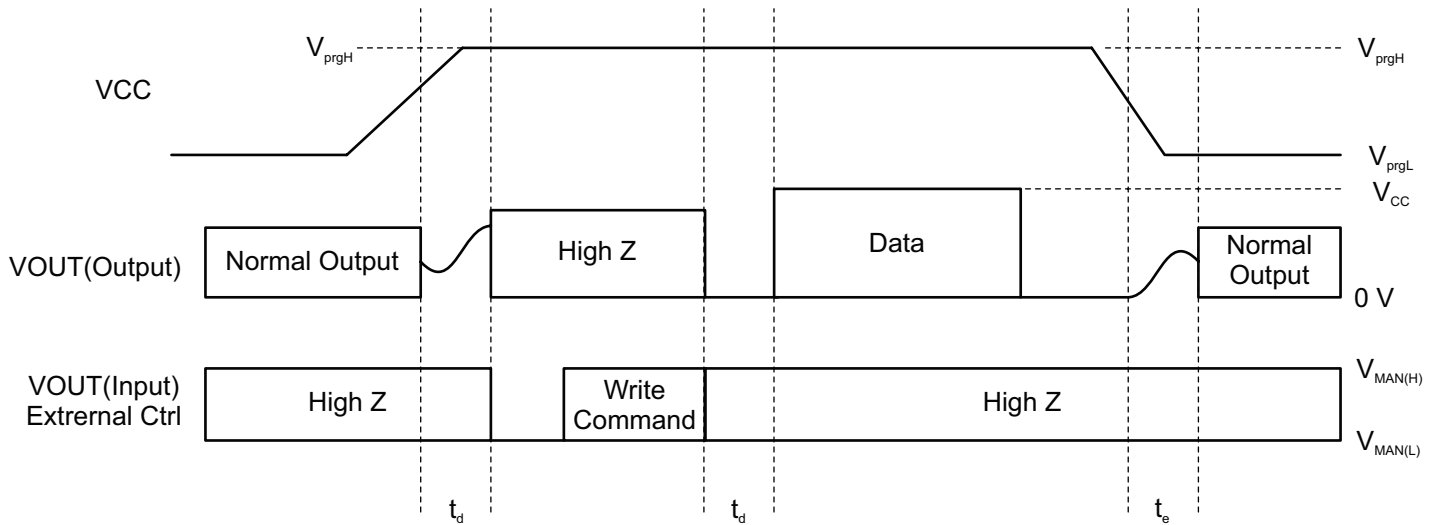 VprgH
VprgH
VCC
VprgL
VCC
VOUT(Output)
Normal Output
High Z
Data
Normal
Output
0 V
VOUT(Input)
Extrernal Ctrl
High Z
Write
Command
High Z
VMAN(H)
VMAN(L)
td
td
te